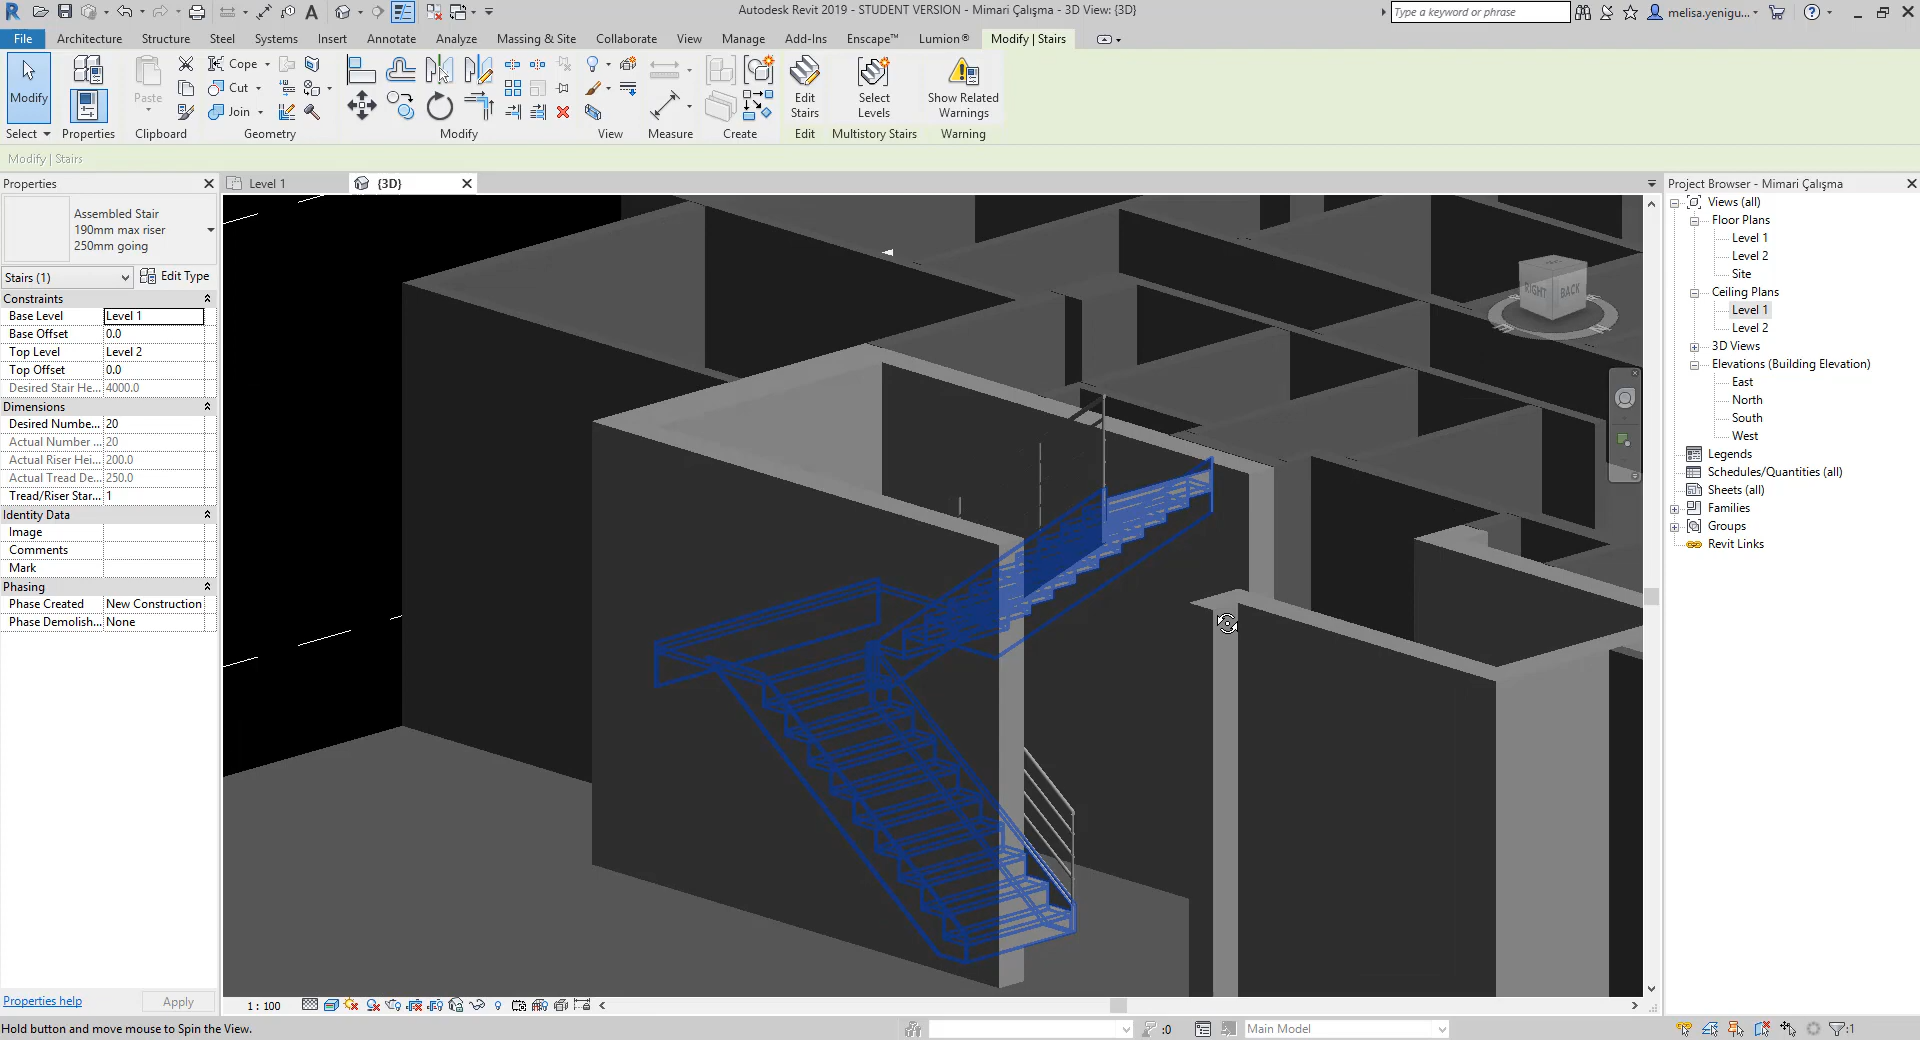 Autodesk Revit 2019 - STUDENT VERSION - Mimari Çalışma - 3D View: {3D}
Type a keyword or phrase
melisa.yenigu...
File Architecture Structure Steel Systems Insert Annotate Analyze Massing & Site Collaborate View Manage Add-Ins Enscape™ Lumion® Modify | Stairs
Modify
Paste
Cope
Cut
Join
Edit Stairs
Select Levels
Show Related Warnings
Select Properties Clipboard Geometry Modify View Measure Create Edit Multistory Stairs Warning
Modify | Stairs
Properties
Level 1
{3D}
Project Browser - Mimari Çalışma
Assembled Stair
190mm max riser
250mm going
Stairs (1)
Edit Type
Constraints
Base Level Level 1
Base Offset 0.0
Top Level Level 2
Top Offset 0.0
Desired Stair He... 4000.0
Dimensions
Desired Numbe... 20
Actual Number ... 20
Actual Riser Hei... 200.0
Actual Tread De... 250.0
Tread/Riser Star... 1
Identity Data
Image
Comments
Mark
Phasing
Phase Created New Construction
Phase Demolish... None
Properties help
Apply
RIGHT
BACK
Views (all)
Floor Plans
Level 1
Level 2
Site
Ceiling Plans
Level 1
Level 2
3D Views
Elevations (Building Elevation)
East
North
South
West
Legends
Schedules/Quantities (all)
Sheets (all)
Families
Groups
Revit Links
1 : 100
Hold button and move mouse to Spin the View.
:0
Main Model
:1